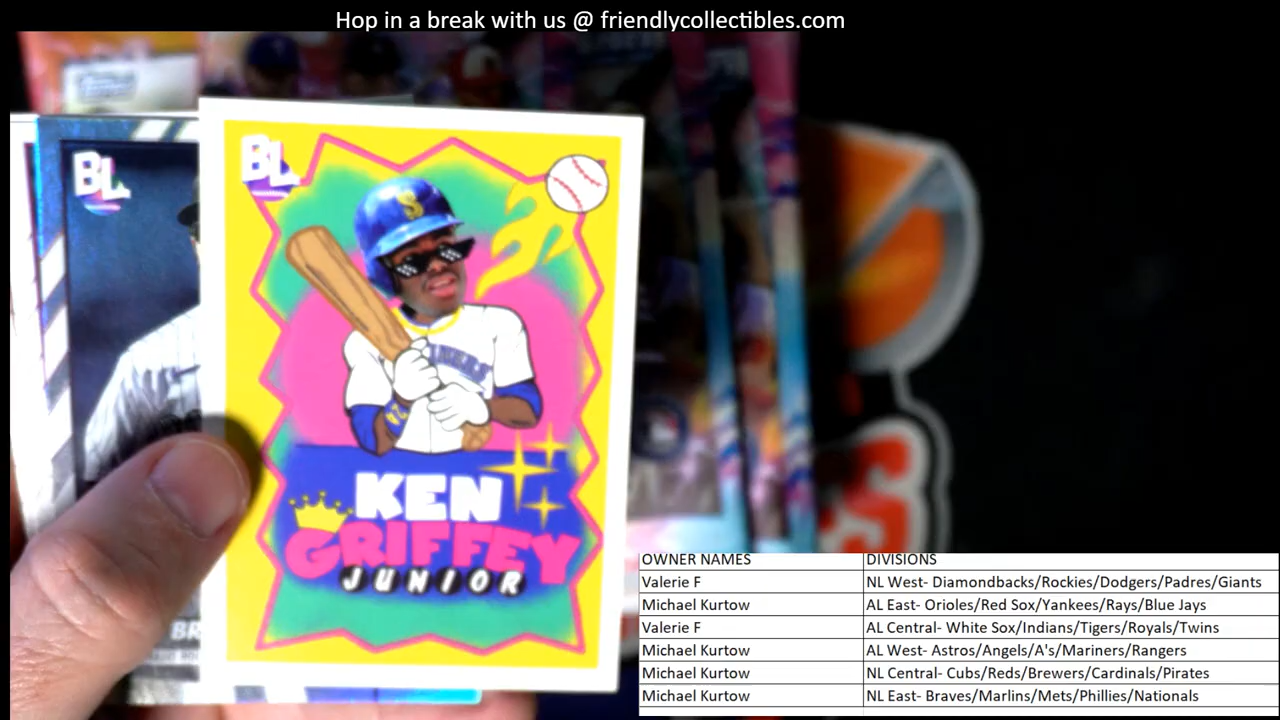 Hop in a break with us @ friendlycollectibles.com
BL
BL
S
KEN
GRIFFEY
JUNIOR
BR
OWNER NAMES DIVISIONS
Valerie F NL West- Diamondbacks/Rockies/Dodgers/Padres/Giants
Michael Kurtow AL East- Orioles/Red Sox/Yankees/Rays/Blue Jays
Valerie F AL Central- White Sox/Indians/Tigers/Royals/Twins
Michael Kurtow AL West- Astros/Angels/A's/Mariners/Rangers
Michael Kurtow NL Central- Cubs/Reds/Brewers/Cardinals/Pirates
Michael Kurtow NL East- Braves/Marlins/Mets/Phillies/Nationals